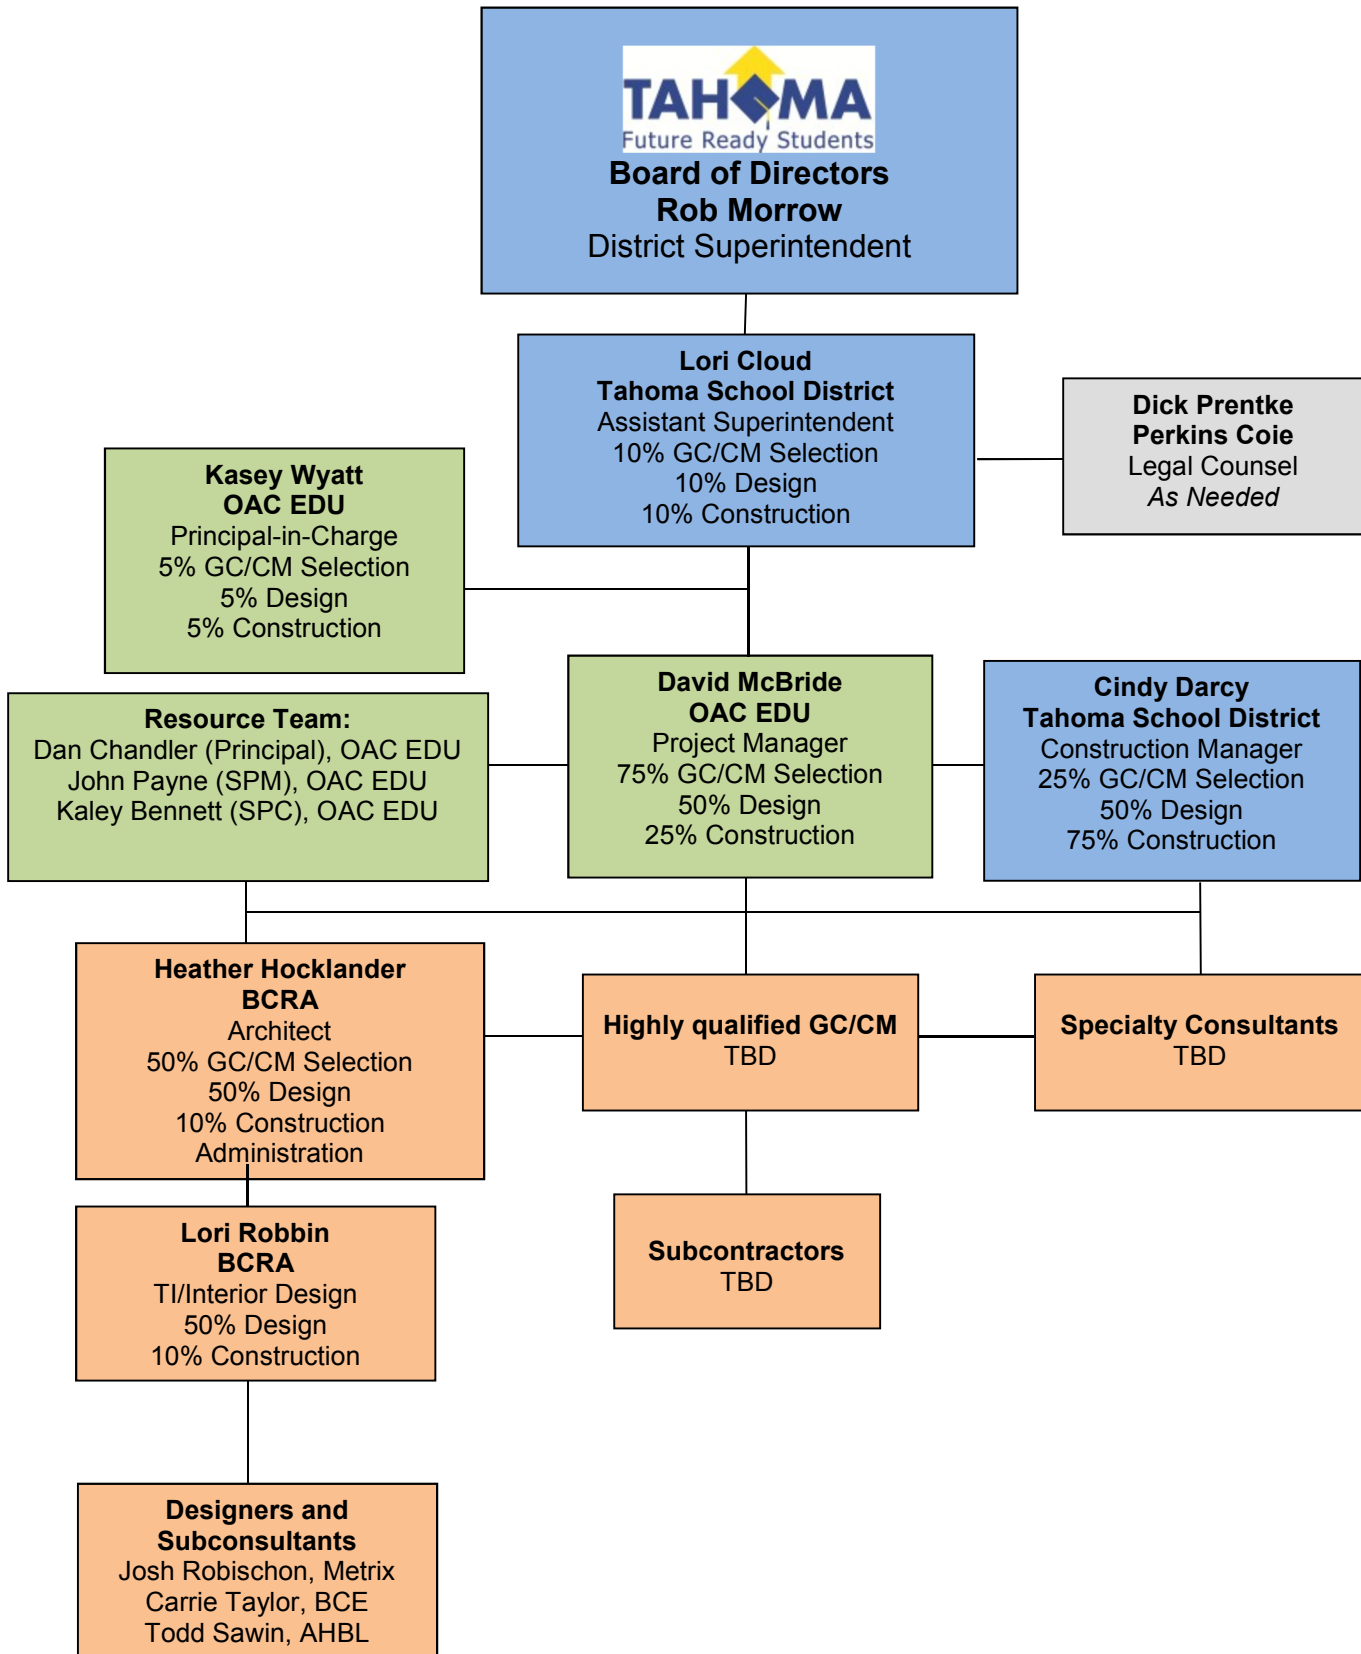 TAHOMA
Future Ready Students
Board of Directors
Rob Morrow
District Superintendent
Lori Cloud
Tahoma School District
Assistant Superintendent
10% GC/CM Selection
10% Design
10% Construction
Dick Prentke
Perkins Coie
Legal Counsel
As Needed
Kasey Wyatt
OAC EDU
Principal-in-Charge
5% GC/CM Selection
5% Design
5% Construction
Resource Team:
Dan Chandler (Principal), OAC EDU
John Payne (SPM), OAC EDU
Kaley Bennett (SPC), OAC EDU
David McBride
OAC EDU
Project Manager
75% GC/CM Selection
50% Design
25% Construction
Cindy Darcy
Tahoma School District
Construction Manager
25% GC/CM Selection
50% Design
75% Construction
Heather Hocklander
BCRA
Architect
50% GC/CM Selection
50% Design
10% Construction
Administration
Highly qualified GC/CM
TBD
Specialty Consultants
TBD
Lori Robbin
BCRA
TI/Interior Design
50% Design
10% Construction
Subcontractors
TBD
Designers and
Subconsultants
Josh Robischon, Metrix
Carrie Taylor, BCE
Todd Sawin, AHBL